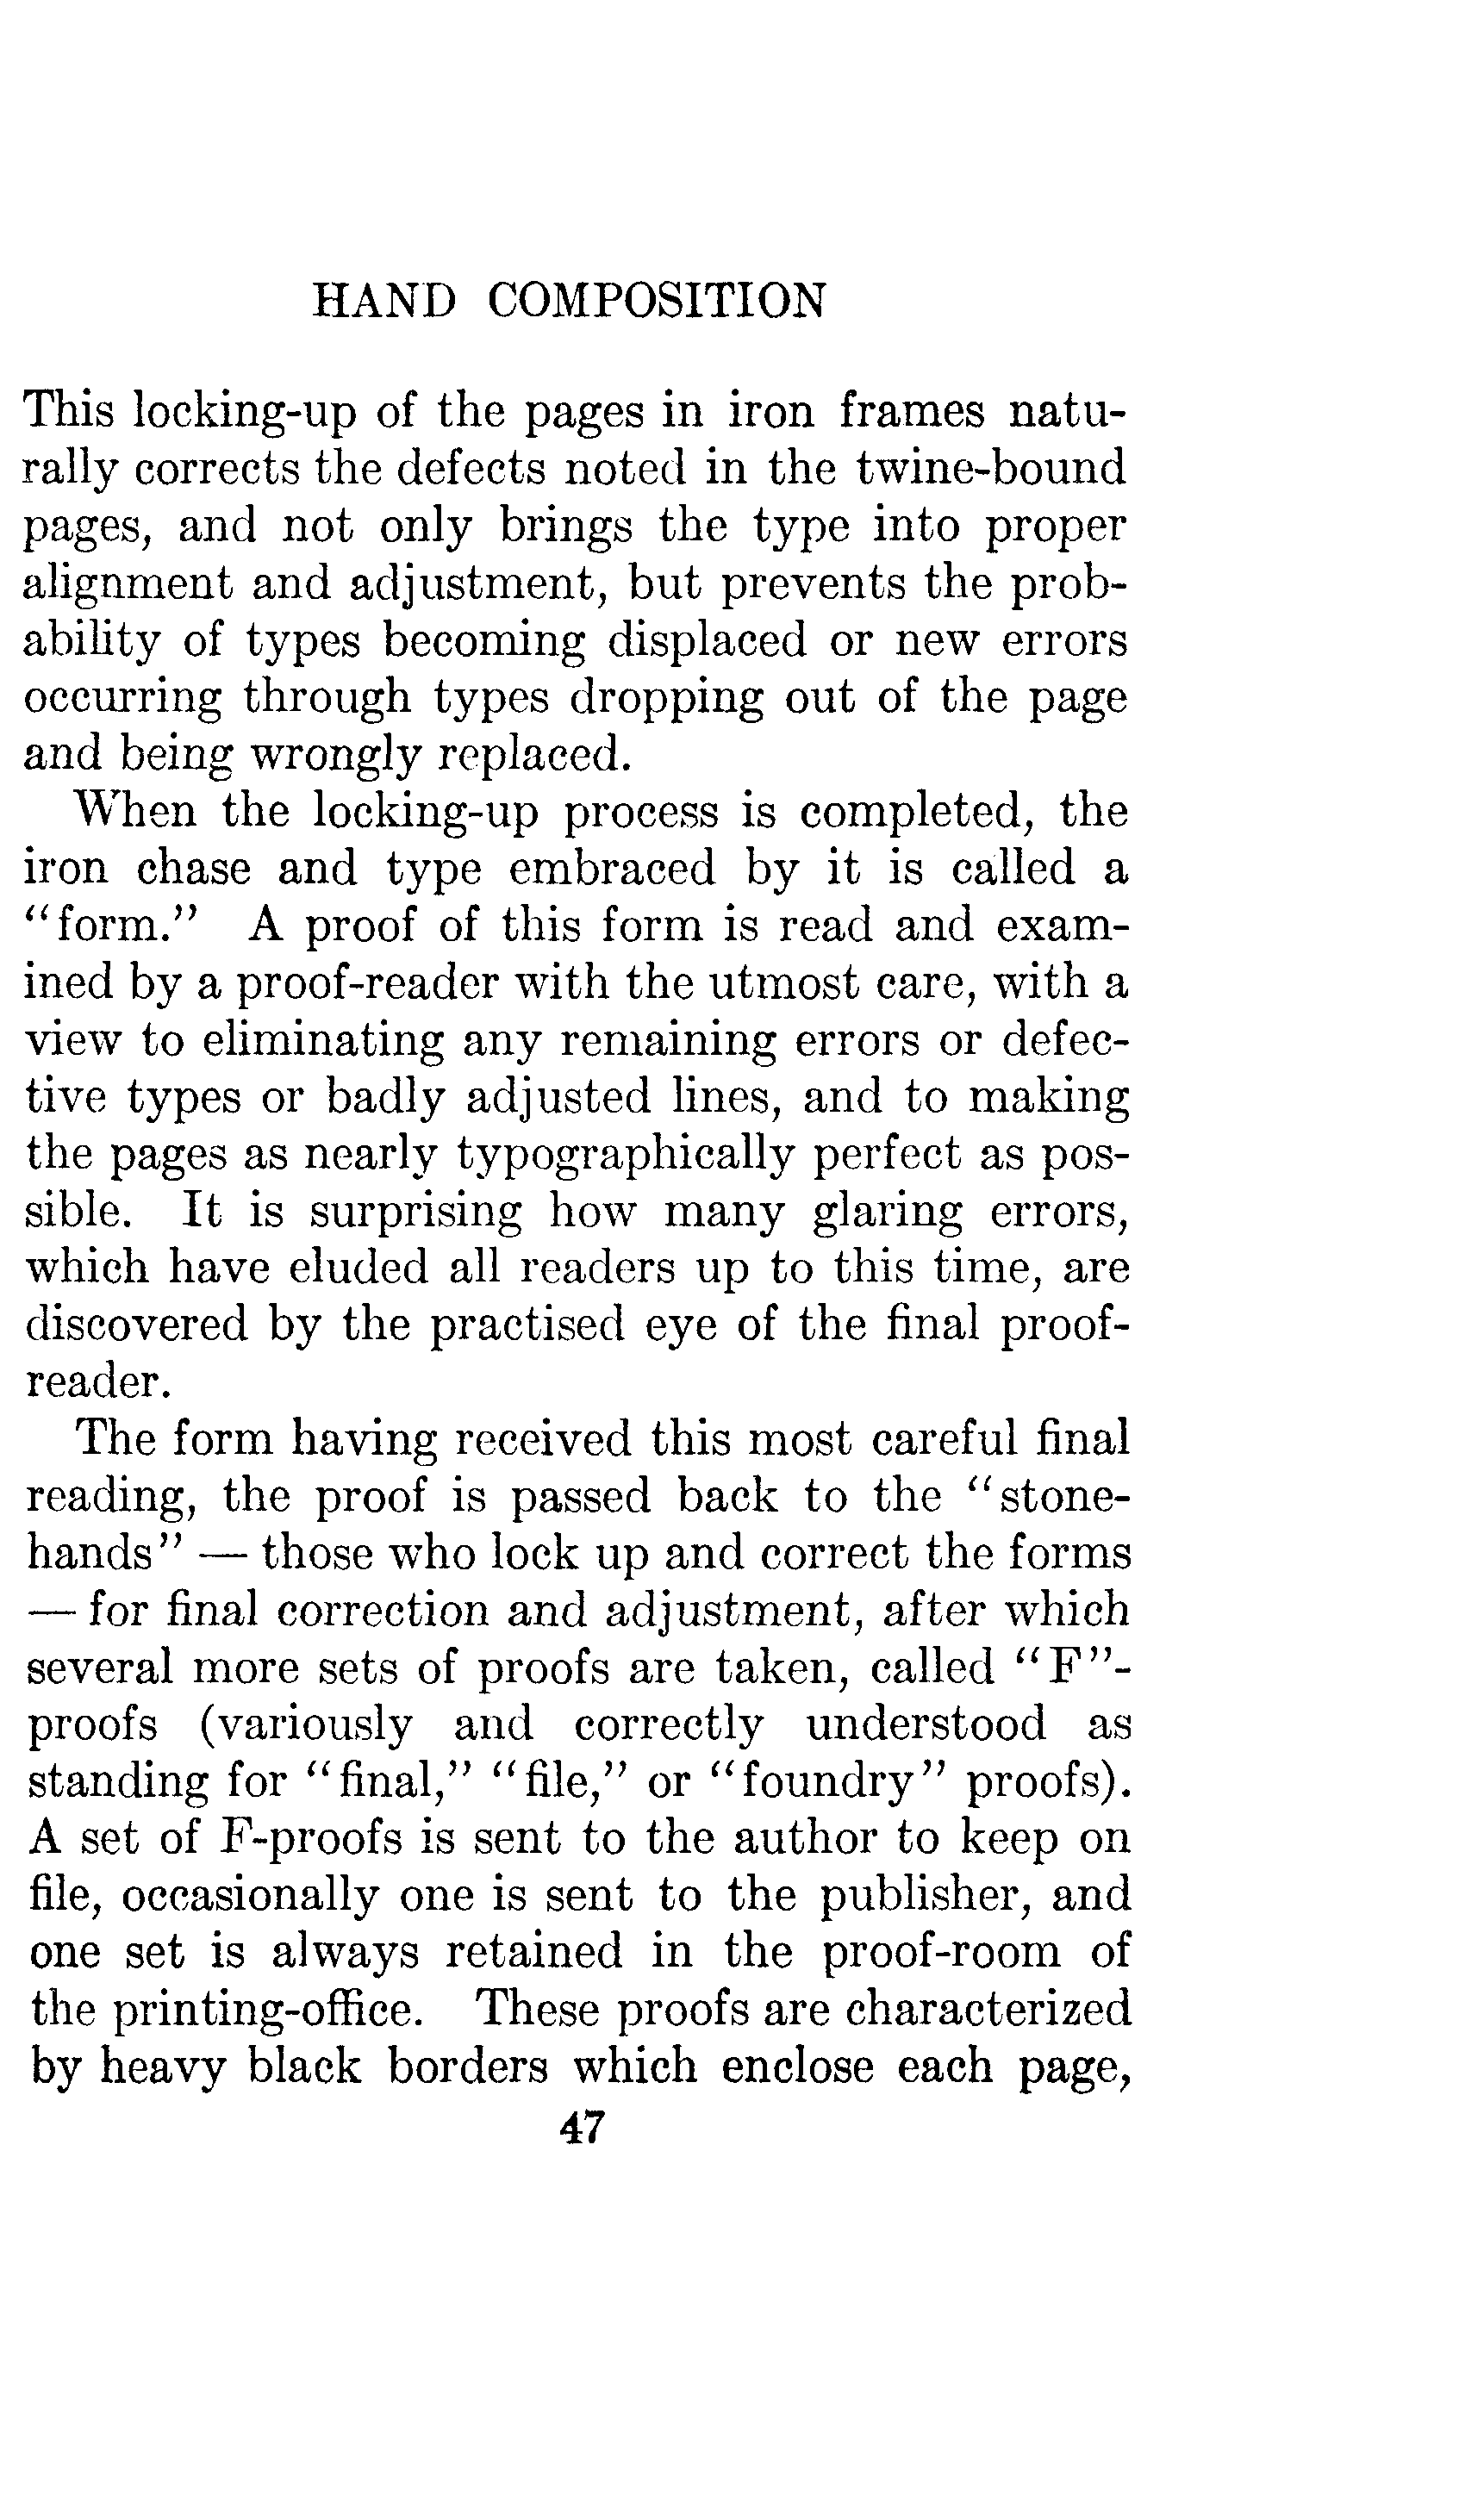 HAND COMPOSITION
This locking-up of the pages in iron frames natu-
rally corrects the defects noted in the twine-bound
pages, and not only brings the type into proper
alignment and adjustment, but prevents the prob-
ability of types becoming displaced or new errors
occurring through types dropping out of the page
and being wrongly replaced.
When the locking-up process is completed, the
iron chase and type embraced by it is called a
“form.” A proof of this form is read and exam-
ined by a proof-reader with the utmost care, with a
view to eliminating any remaining errors or defec-
tive types or badly adjusted lines, and to making
the pages as nearly typographically perfect as pos-
sible. It is surprising how many glaring errors,
which have eluded all readers up to this time, are
discovered by the practised eye of the final proof-
reader.
The form having received this most careful final
reading, the proof is passed back to the “stone-
hands” — those who lock up and correct the forms
— for final correction and adjustment, after which
several more sets of proofs are taken, called “F”-
proofs (variously and correctly understood as
standing for “final,” “file,” or “foundry” proofs).
A set of F-proofs is sent to the author to keep on
file, occasionally one is sent to the publisher, and
one set is always retained in the proof-room of
the printing-office. These proofs are characterized
by heavy black borders which enclose each page,
47